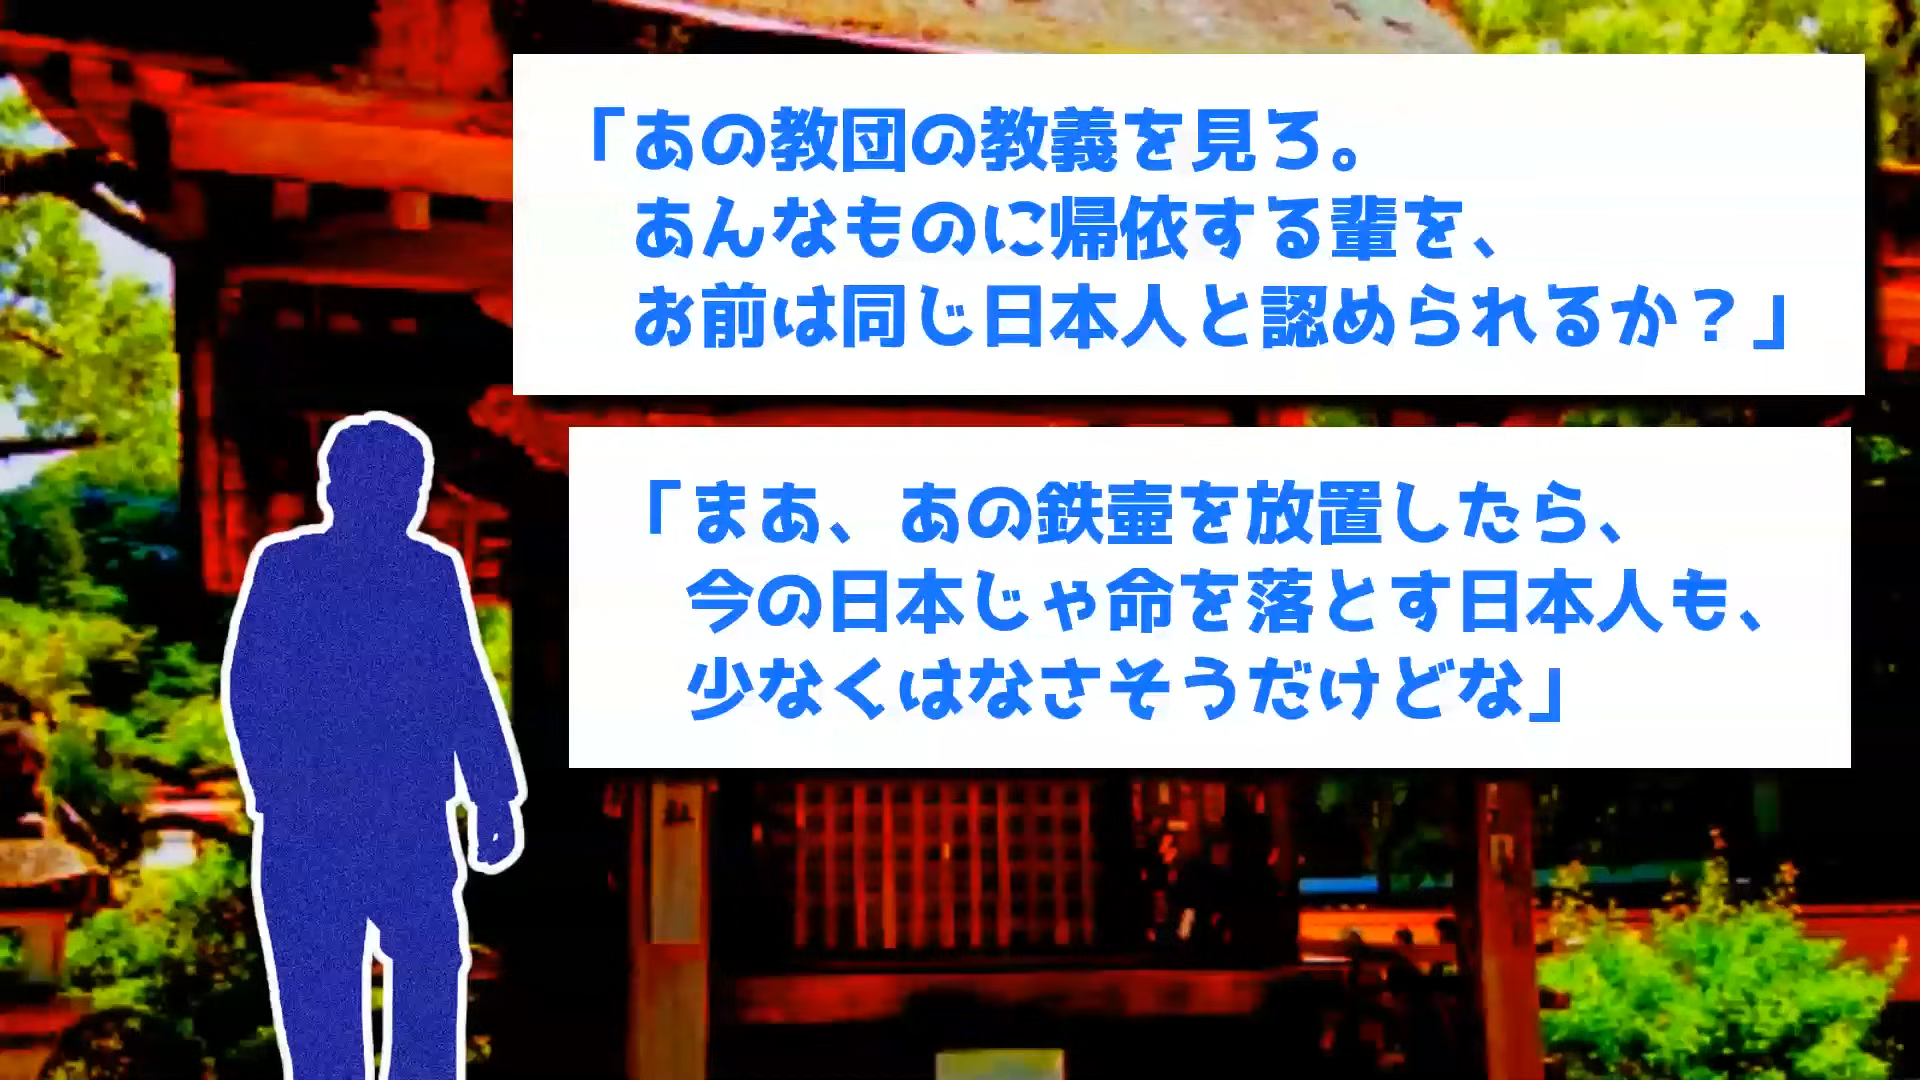 「あの教団の教義を見ろ。
あんなものに帰依する輩を、
お前は同じ日本人と認められるか？」
「まあ、あの鉄壷を放置したら、
今の日本じゃ命を落とす日本人も、
少なくはなさそうだけどな」